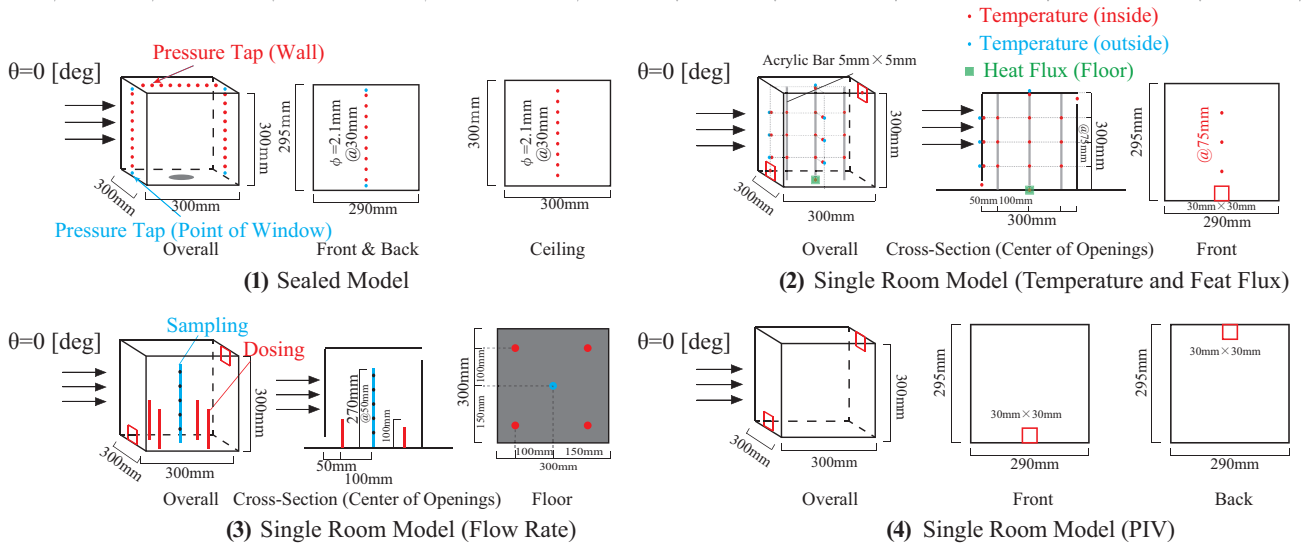 Pressure Tap (Wall)
θ=0 [deg]
300mm
300mm
300mm
Pressure Tap (Point of Window)
Overall
295mm
ϕ=2.1mm
@30mm
290mm
Front & Back
300mm
ϕ=2.1mm
@30mm
300mm
Ceiling
(1) Sealed Model
Temperature (inside)
Temperature (outside)
Heat Flux (Floor)
θ=0 [deg]
Acrylic Bar 5mm×5mm
300mm
300mm
300mm
Overall
@75mm
300mm
50mm 100mm
300mm
Cross-Section (Center of Openings)
295mm
@75mm
30mm×30mm
290mm
Front
(2) Single Room Model (Temperature and Feat Flux)
θ=0 [deg]
Sampling
Dosing
300mm
300mm
300mm
Overall
270mm
@50mm
100mm
50mm
100mm
Cross-Section (Center of Openings)
300mm
100mm
150mm
100mm 150mm
300mm
Floor
(3) Single Room Model (Flow Rate)
θ=0 [deg]
300mm
300mm
300mm
Overall
295mm
30mm×30mm
290mm
Front
295mm
30mm×30mm
290mm
Back
(4) Single Room Model (PIV)